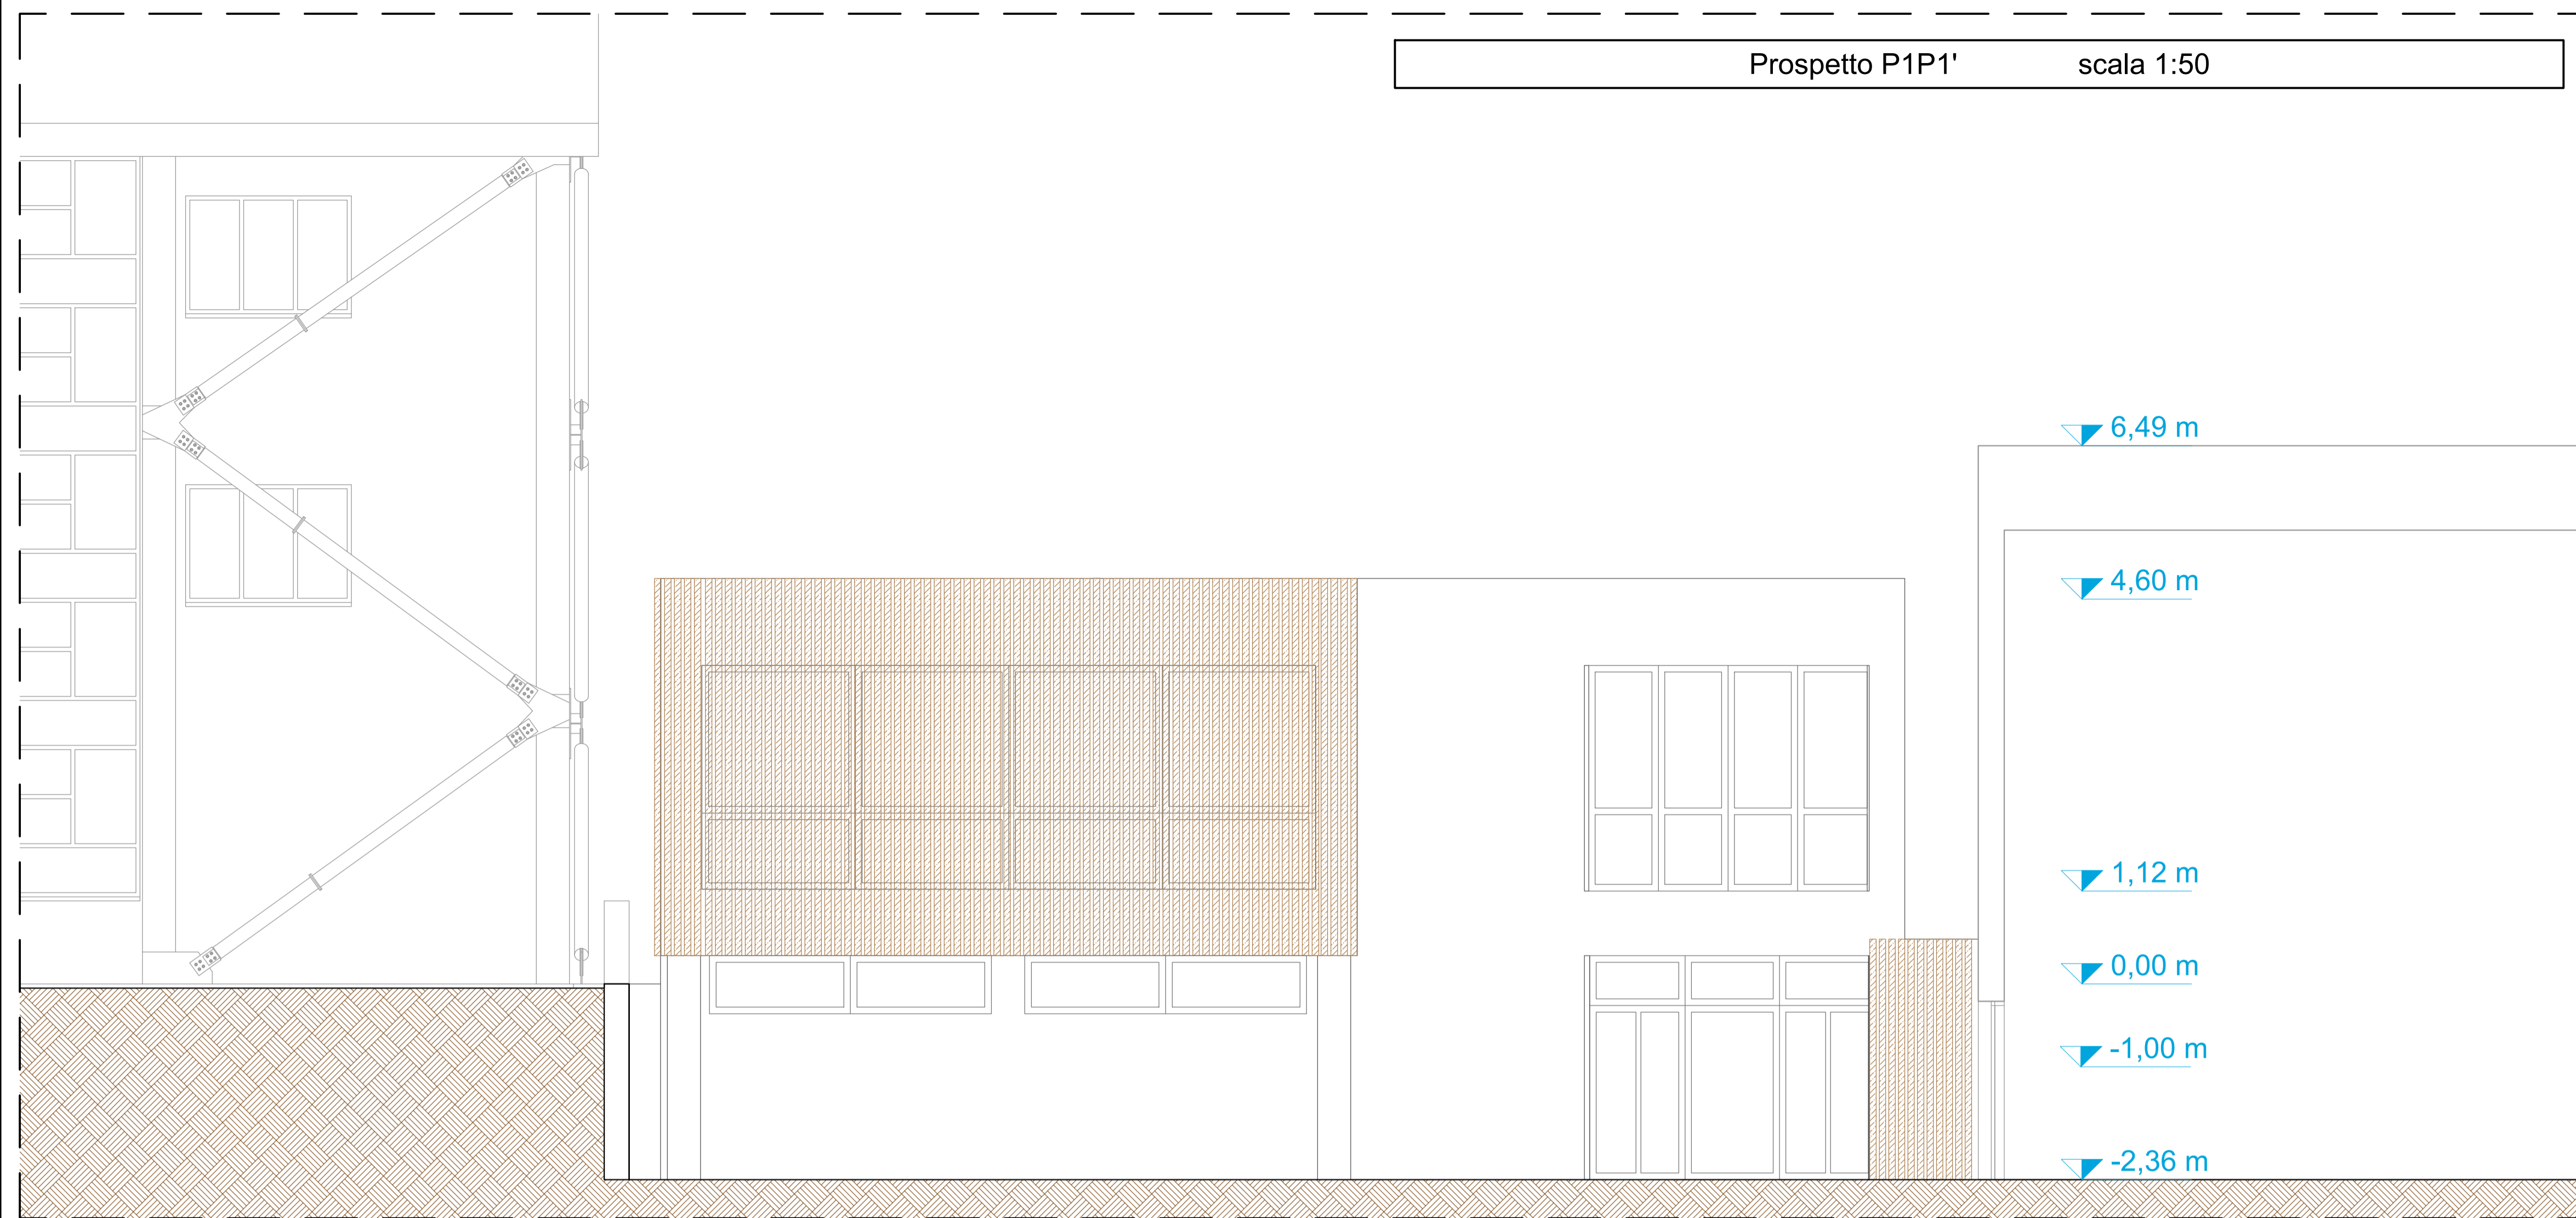 Prospetto P1P1' scala 1:50
6,49 m
4,60 m
1,12 m
0,00 m
-1,00 m
-2,36 m